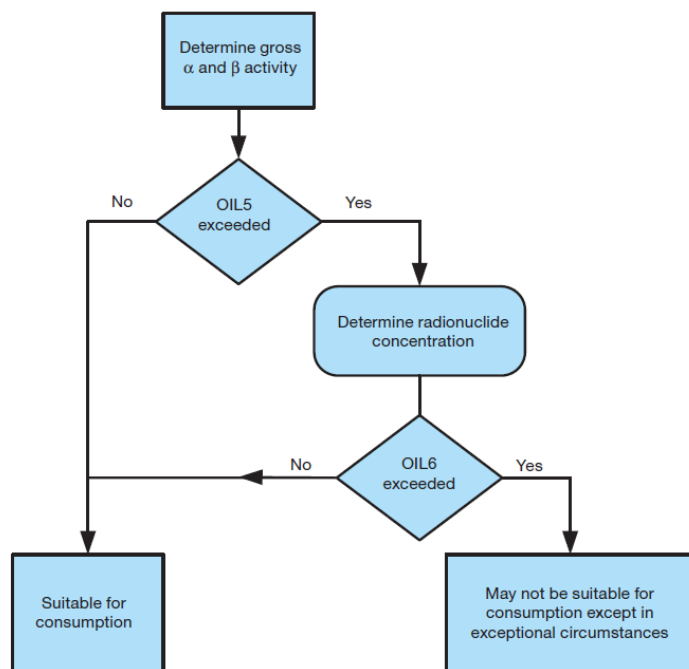 Determine gross
α and β activity
No
OIL5
exceeded
Yes
Determine radionuclide
concentration
No
OIL6
exceeded
Yes
Suitable for
consumption
May not be suitable for
consumption except in
exceptional circumstances